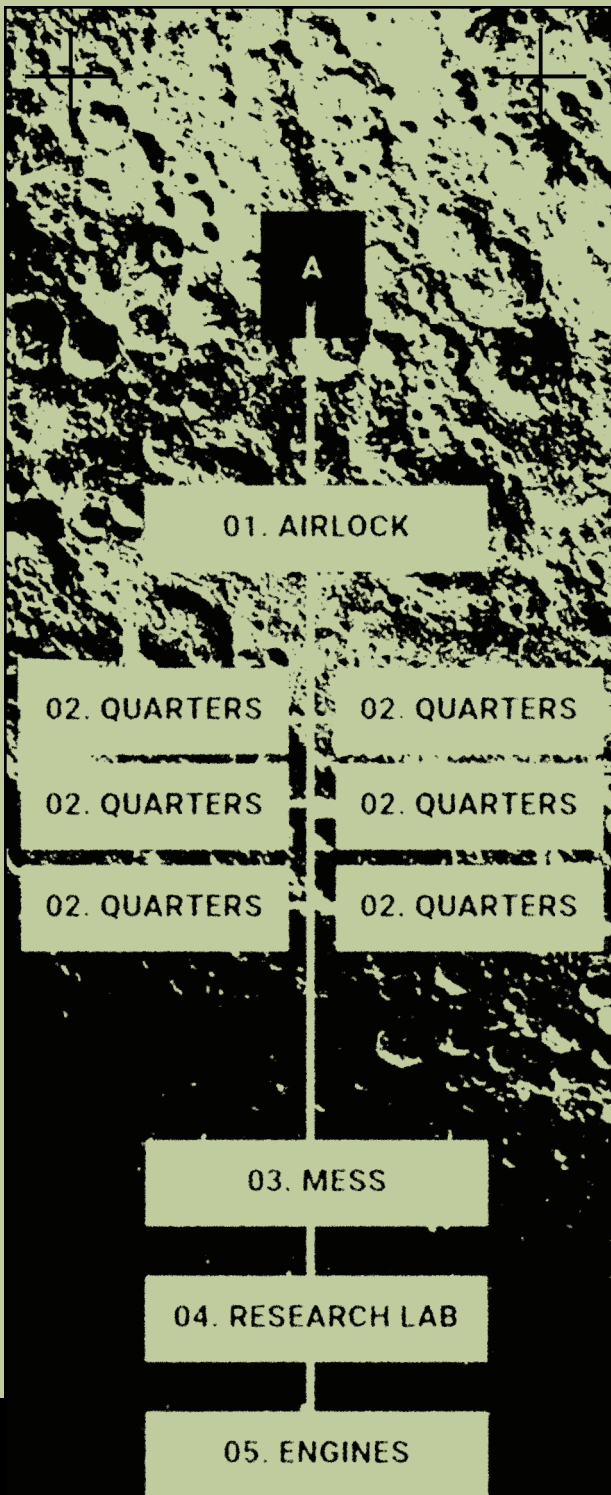 A
01. AIRLOCK
02. QUARTERS
02. QUARTERS
02. QUARTERS
02. QUARTERS
02. QUARTERS
02. QUARTERS
03. MESS
04. RESEARCH LAB
05. ENGINES